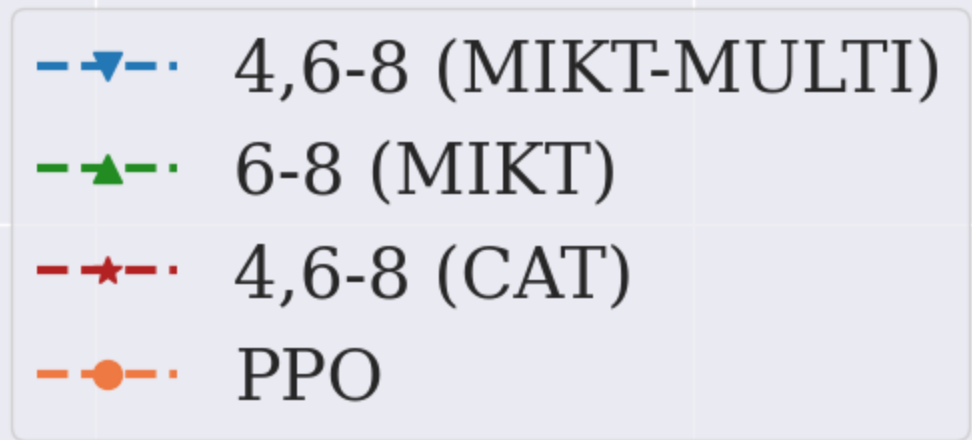 4,6-8 (MIKT-MULTI)
6-8 (MIKT)
4,6-8 (CAT)
PPO